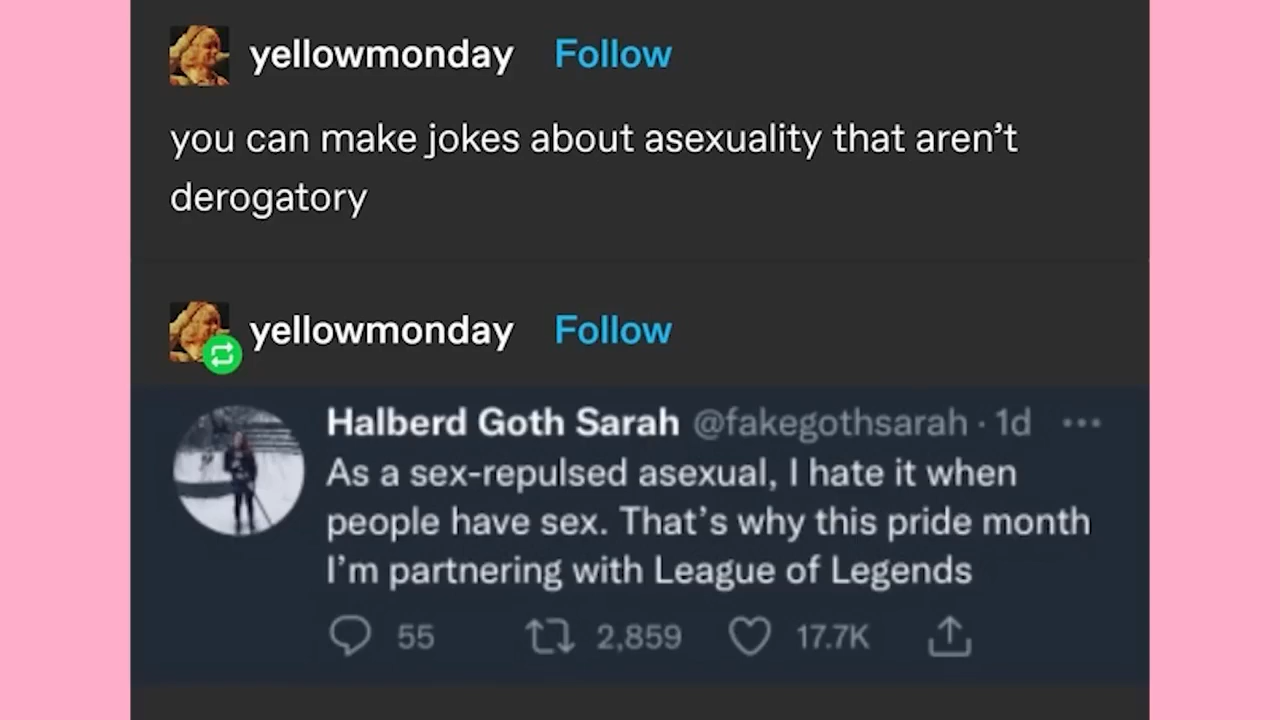 yellowmonday Follow
you can make jokes about asexuality that aren’t
derogatory
yellowmonday Follow
Halberd Goth Sarah @fakegothsarah · 1d ...
As a sex-repulsed asexual, I hate it when
people have sex. That’s why this pride month
I’m partnering with League of Legends
55 2,859 17.7K